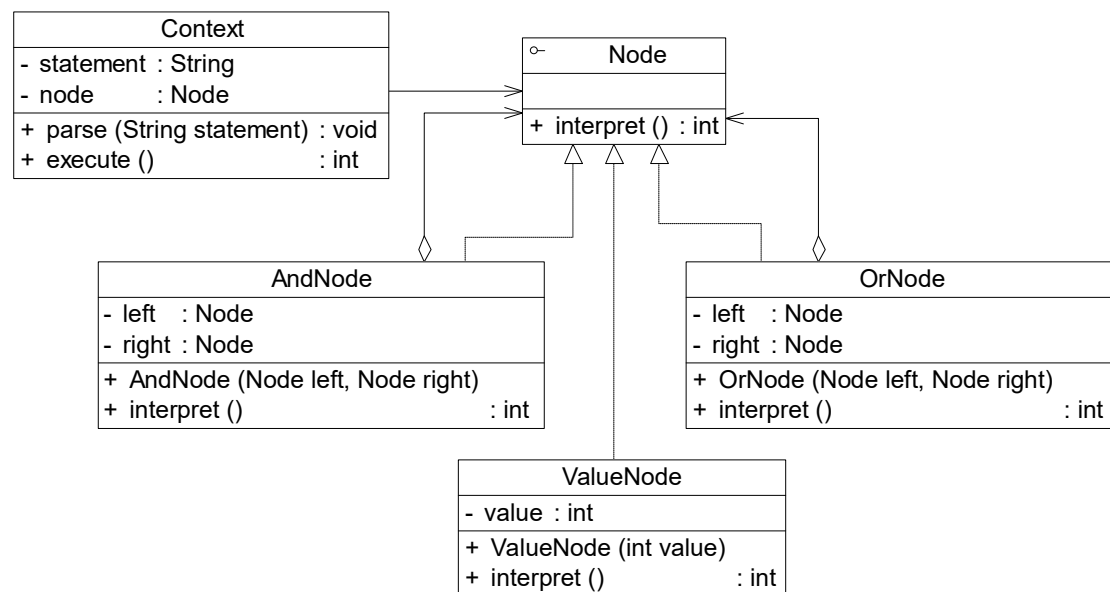 Context
- statement : String
- node : Node
+ parse (String statement) : void
+ execute () : int
Node
+ interpret () : int
AndNode
- left : Node
- right : Node
+ AndNode (Node left, Node right)
+ interpret () : int
OrNode
- left : Node
- right : Node
+ OrNode (Node left, Node right)
+ interpret () : int
ValueNode
- value : int
+ ValueNode (int value)
+ interpret () : int